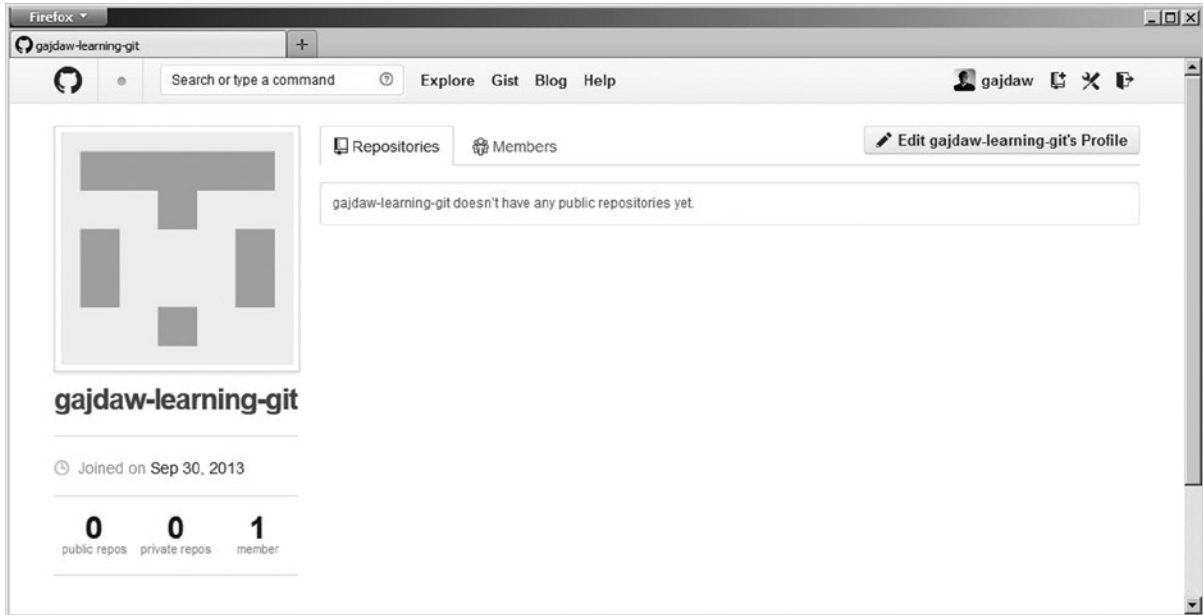 Firefox
gajdaw-learning-git
Search or type a command
Explore Gist Blog Help
gajdaw
Repositories
Members
Edit gajdaw-learning-git's Profile
gajdaw-learning-git doesn't have any public repositories yet.
gajdaw-learning-git
Joined on Sep 30, 2013
0 0 1
public repos private repos member